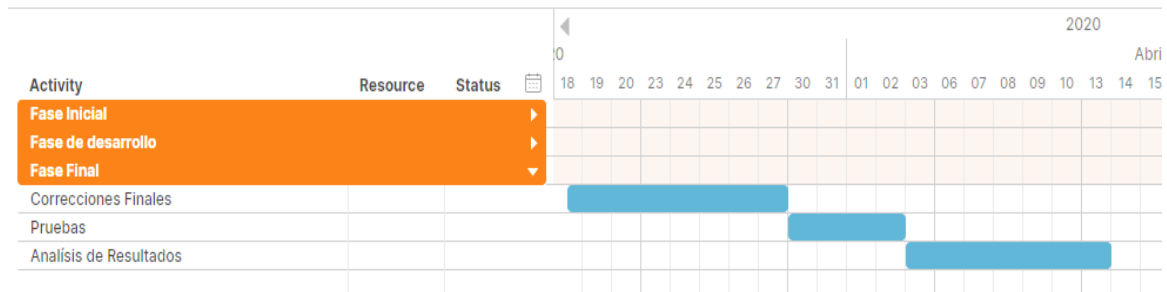 2020
20
Abri
Activity Resource Status 18 19 20 23 24 25 26 27 30 31 01 02 03 06 07 08 09 10 13 14 15
Fase Inicial
Fase de desarrollo
Fase Final
Correcciones Finales
Pruebas
Analísis de Resultados